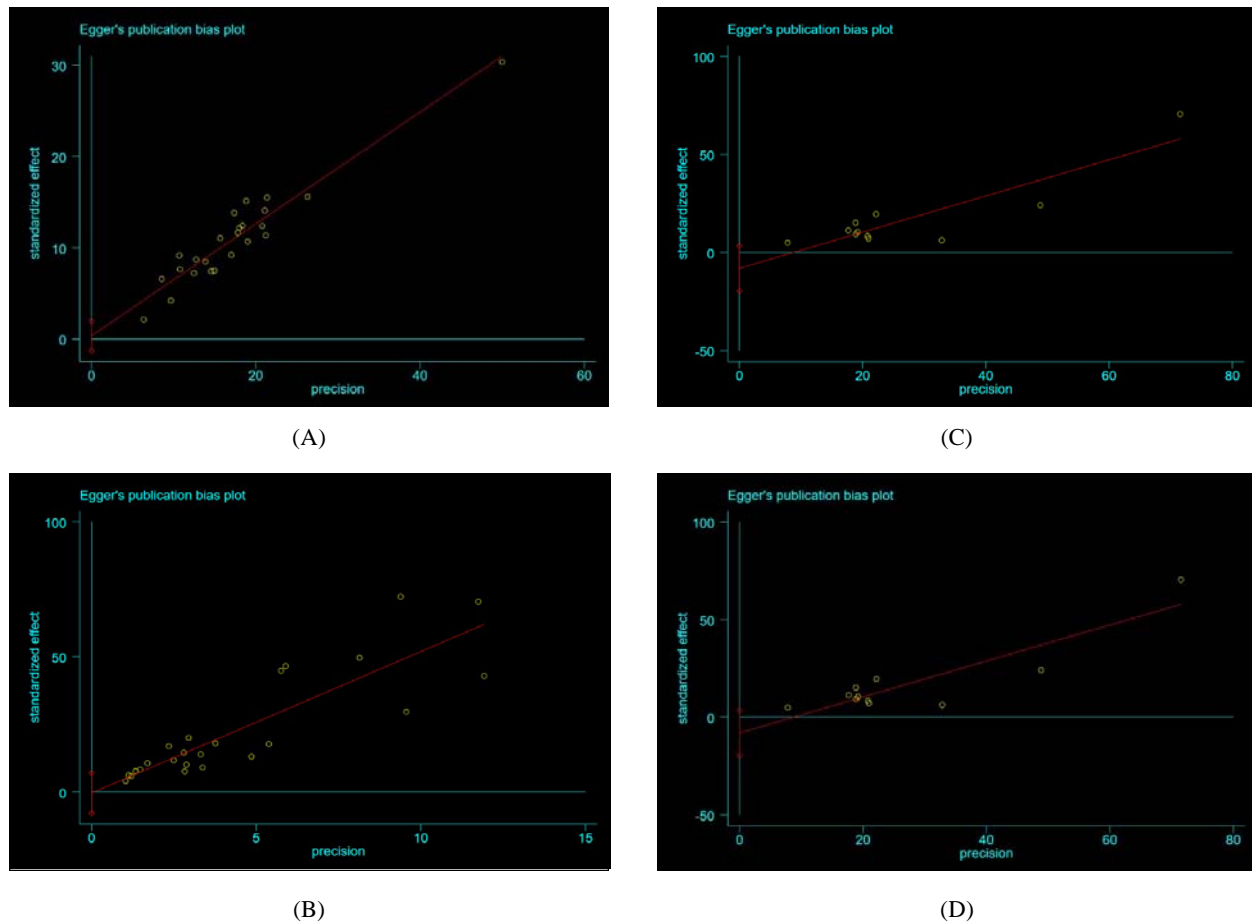 Egger's publication bias plot
standardized effect
30
20
10
0
0
20
40
60
precision
(A)
Egger's publication bias plot
standardized effect
100
50
0
-50
0
20
40
60
80
precision
(C)
Egger's publication bias plot
standardized effect
100
50
0
0
5
10
15
precision
(B)
Egger's publication bias plot
standardized effect
100
50
0
-50
0
20
40
60
80
precision
(D)